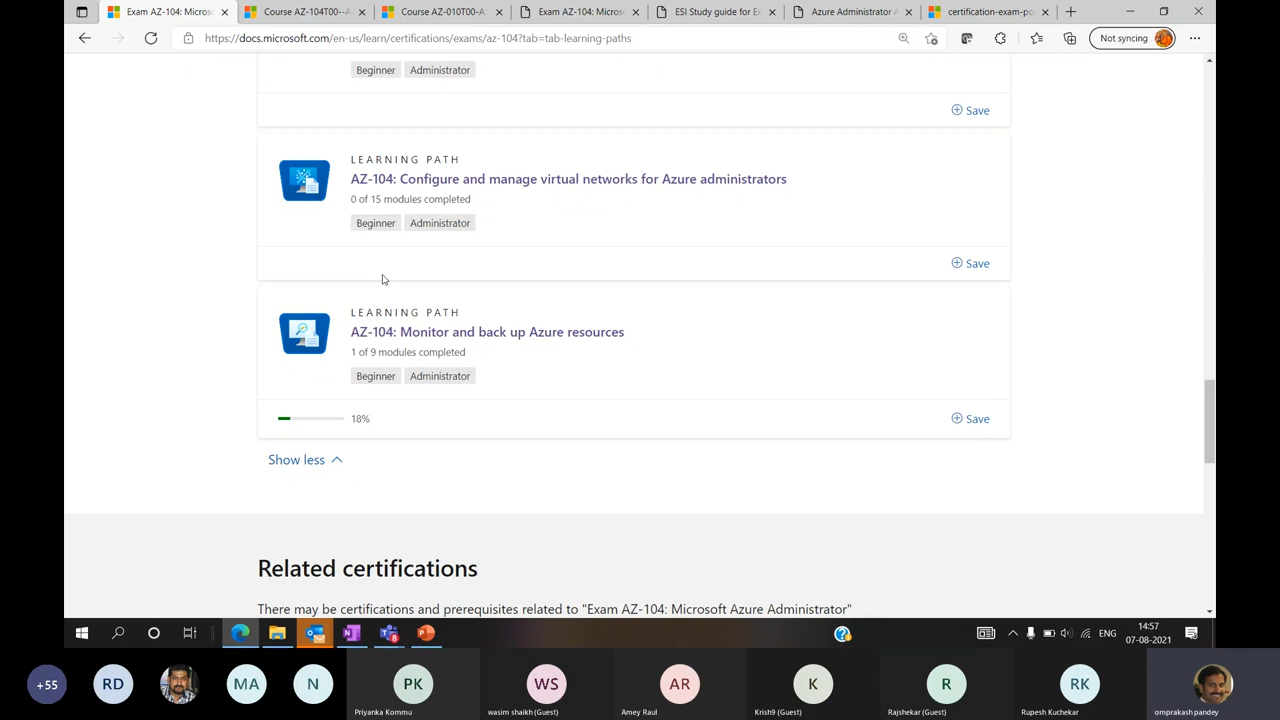 Exam AZ-104: Microso
Course AZ-104T00--A
Course AZ-010T00-A:
Exam AZ-104: Micros
ESI Study guide for Ex
Azure Administrator A
certification-exam-po
https://docs.microsoft.com/en-us/learn/certifications/exams/az-104?tab=tab-learning-paths
Not syncing
Beginner Administrator
Save
LEARNING PATH
AZ-104: Configure and manage virtual networks for Azure administrators
0 of 15 modules completed
Beginner Administrator
Save
LEARNING PATH
AZ-104: Monitor and back up Azure resources
1 of 9 modules completed
Beginner Administrator
18%
Save
Show less
Related certifications
There may be certifications and prerequisites related to "Exam AZ-104: Microsoft Azure Administrator"
ENG
14:57
07-08-2021
+55
RD
MA
N
PK
Priyanka Kommu
WS
wasim shaikh (Guest)
AR
Amey Raul
K
Krish9 (Guest)
R
Rajshekar (Guest)
RK
Rupesh Kuchekar
omprakash pandey